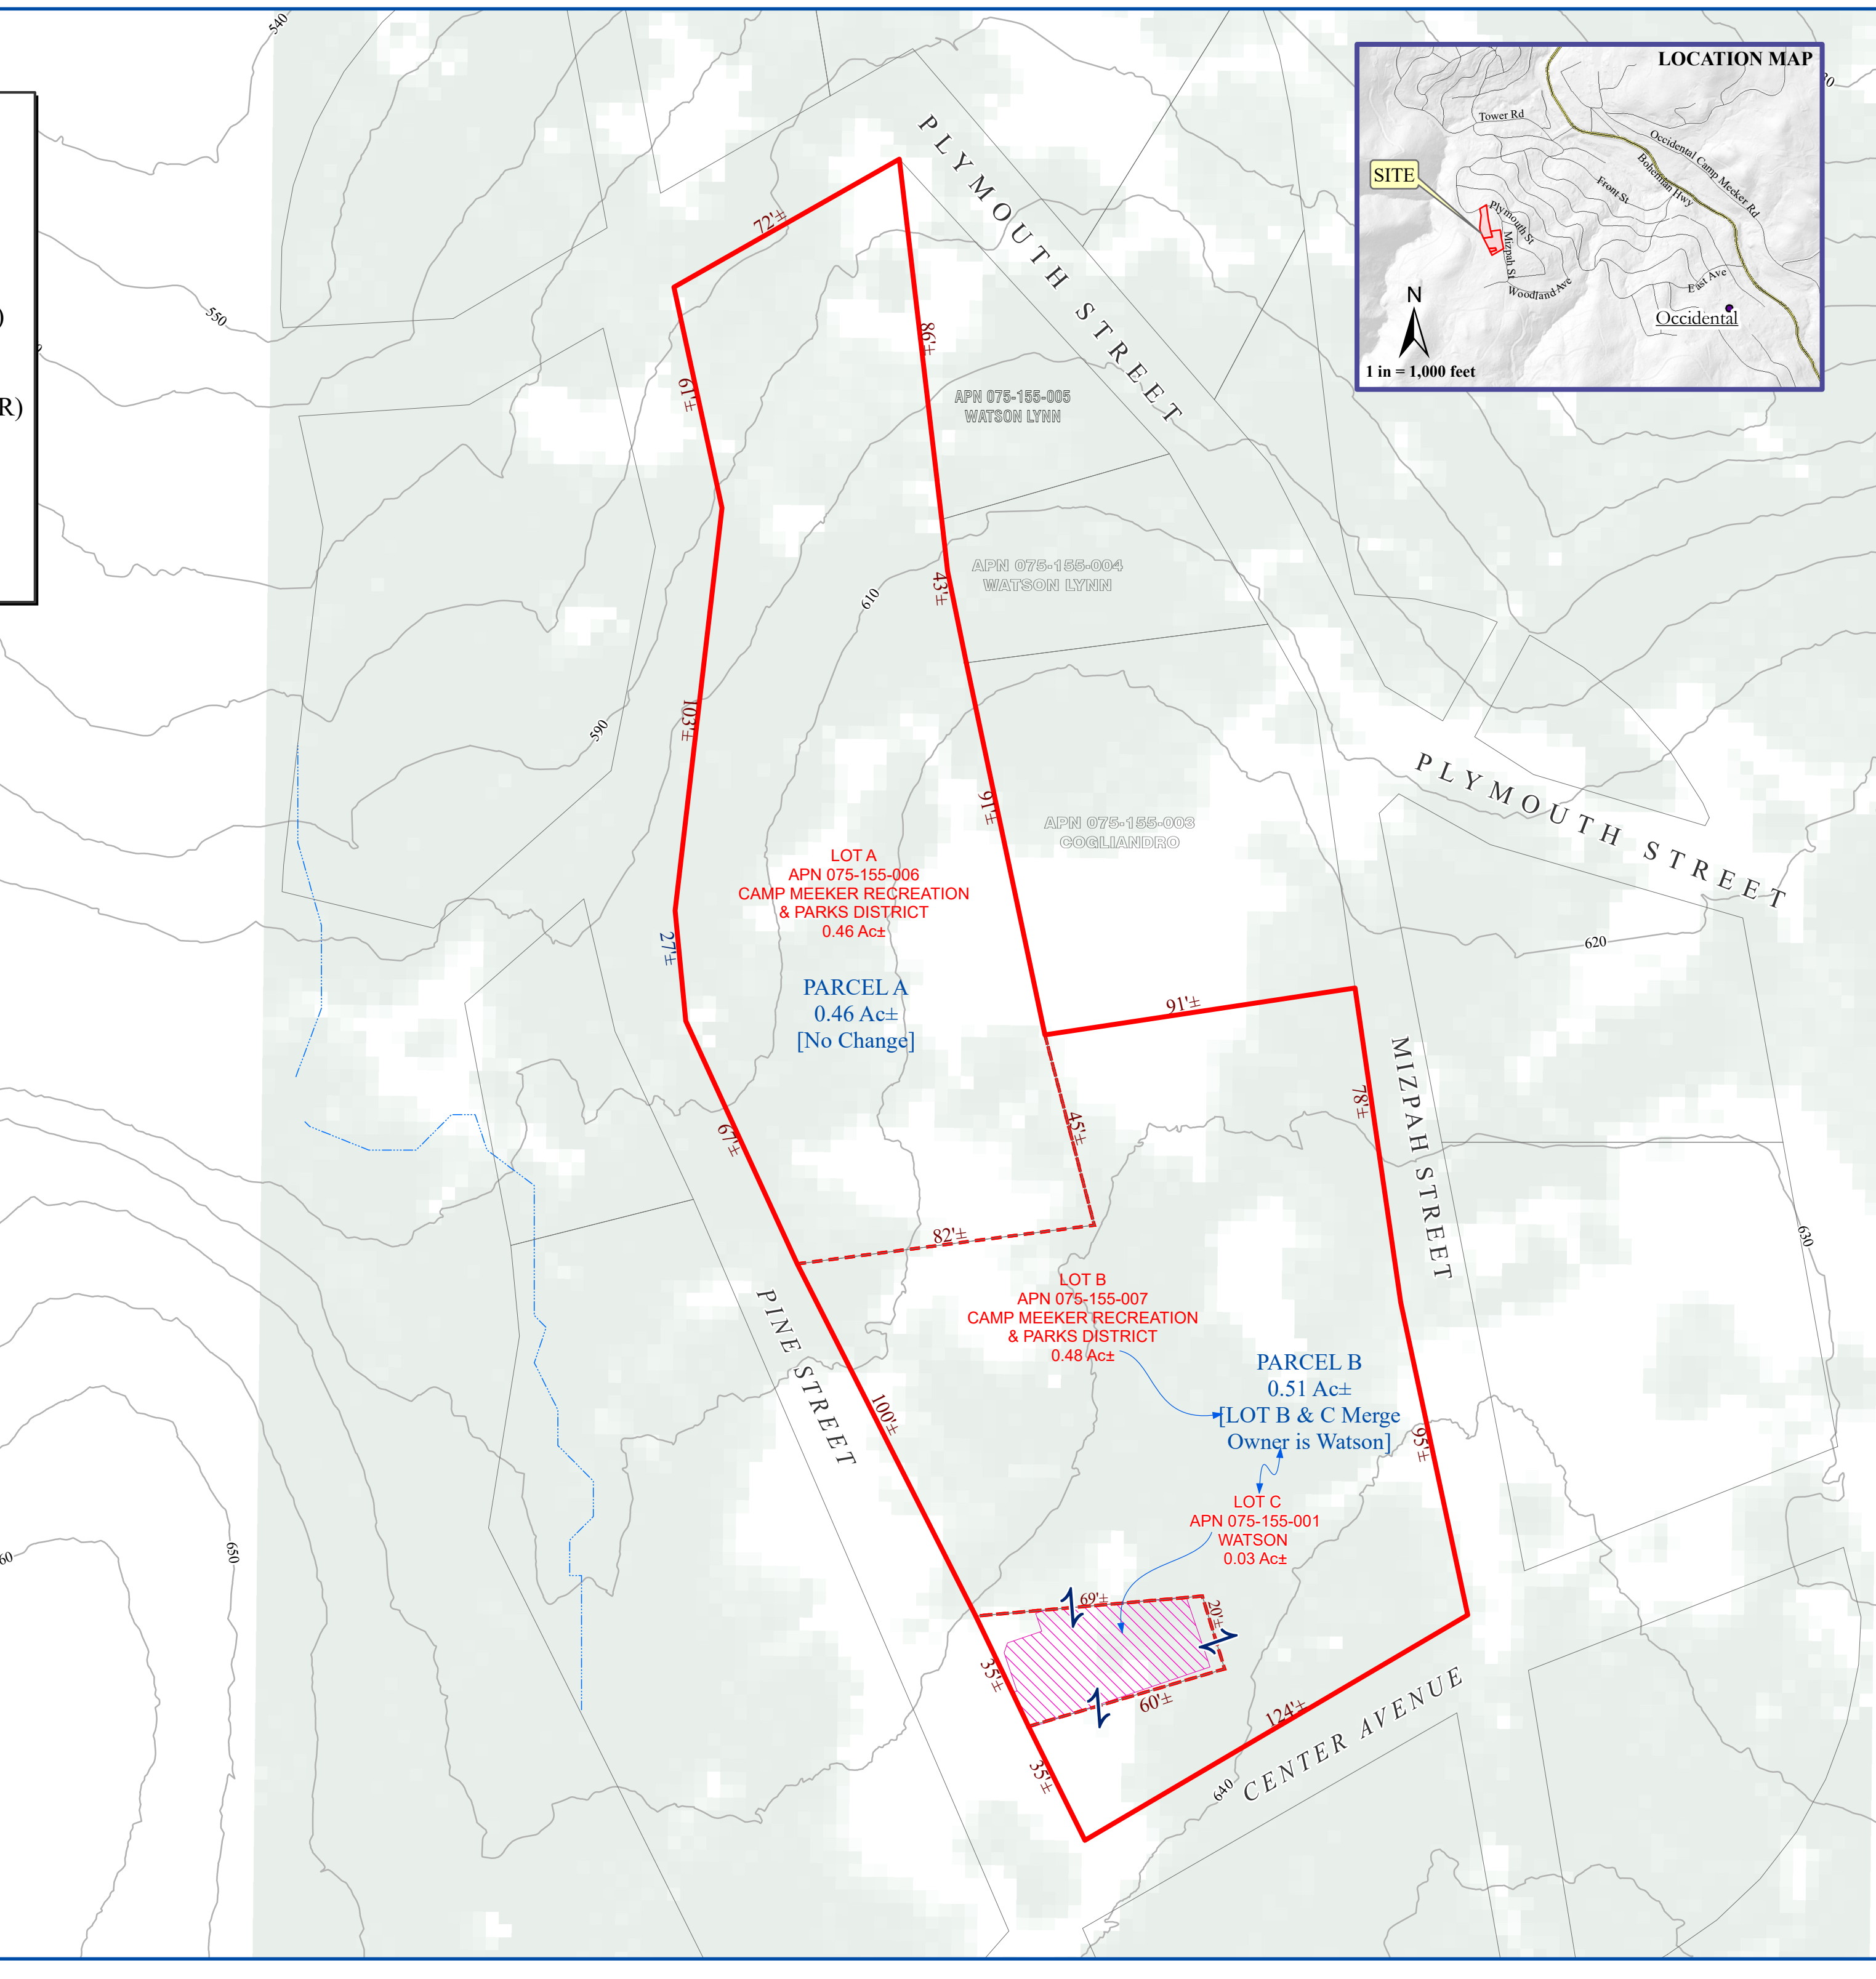 540
550
)
R)
LOCATION MAP
Tower Rd
Occidental Camp Meeker Rd
Bohemian Hwy
SITE
Front St
Plymouth St
Mizpah St
Woodland Ave
East Ave
N
Occidental
1 in = 1,000 feet
PLYMOUTH STREET
72'±
86'±
61'±
APN 075-155-005
WATSON LYNN
APN 075-155-004
WATSON LYNN
43'±
610
590
103'±
91'±
APN 075-155-003
COGLIANDRO
PLYMOUTH STREET
LOT A
APN 075-155-006
CAMP MEEKER RECREATION
& PARKS DISTRICT
0.46 Ac±
27'±
620
PARCEL A
0.46 Ac±
[No Change]
91'±
MIZPAH STREET
78'±
45'±
67'±
82'±
630
PINE STREET
LOT B
APN 075-155-007
CAMP MEEKER RECREATION
& PARKS DISTRICT
0.48 Ac±
PARCEL B
0.51 Ac±
[LOT B & C Merge
Owner is Watson]
100'±
95'±
LOT C
APN 075-155-001
WATSON
0.03 Ac±
60
650
69'±
20'±
35'±
60'±
124'±
35'±
640
CENTER AVENUE